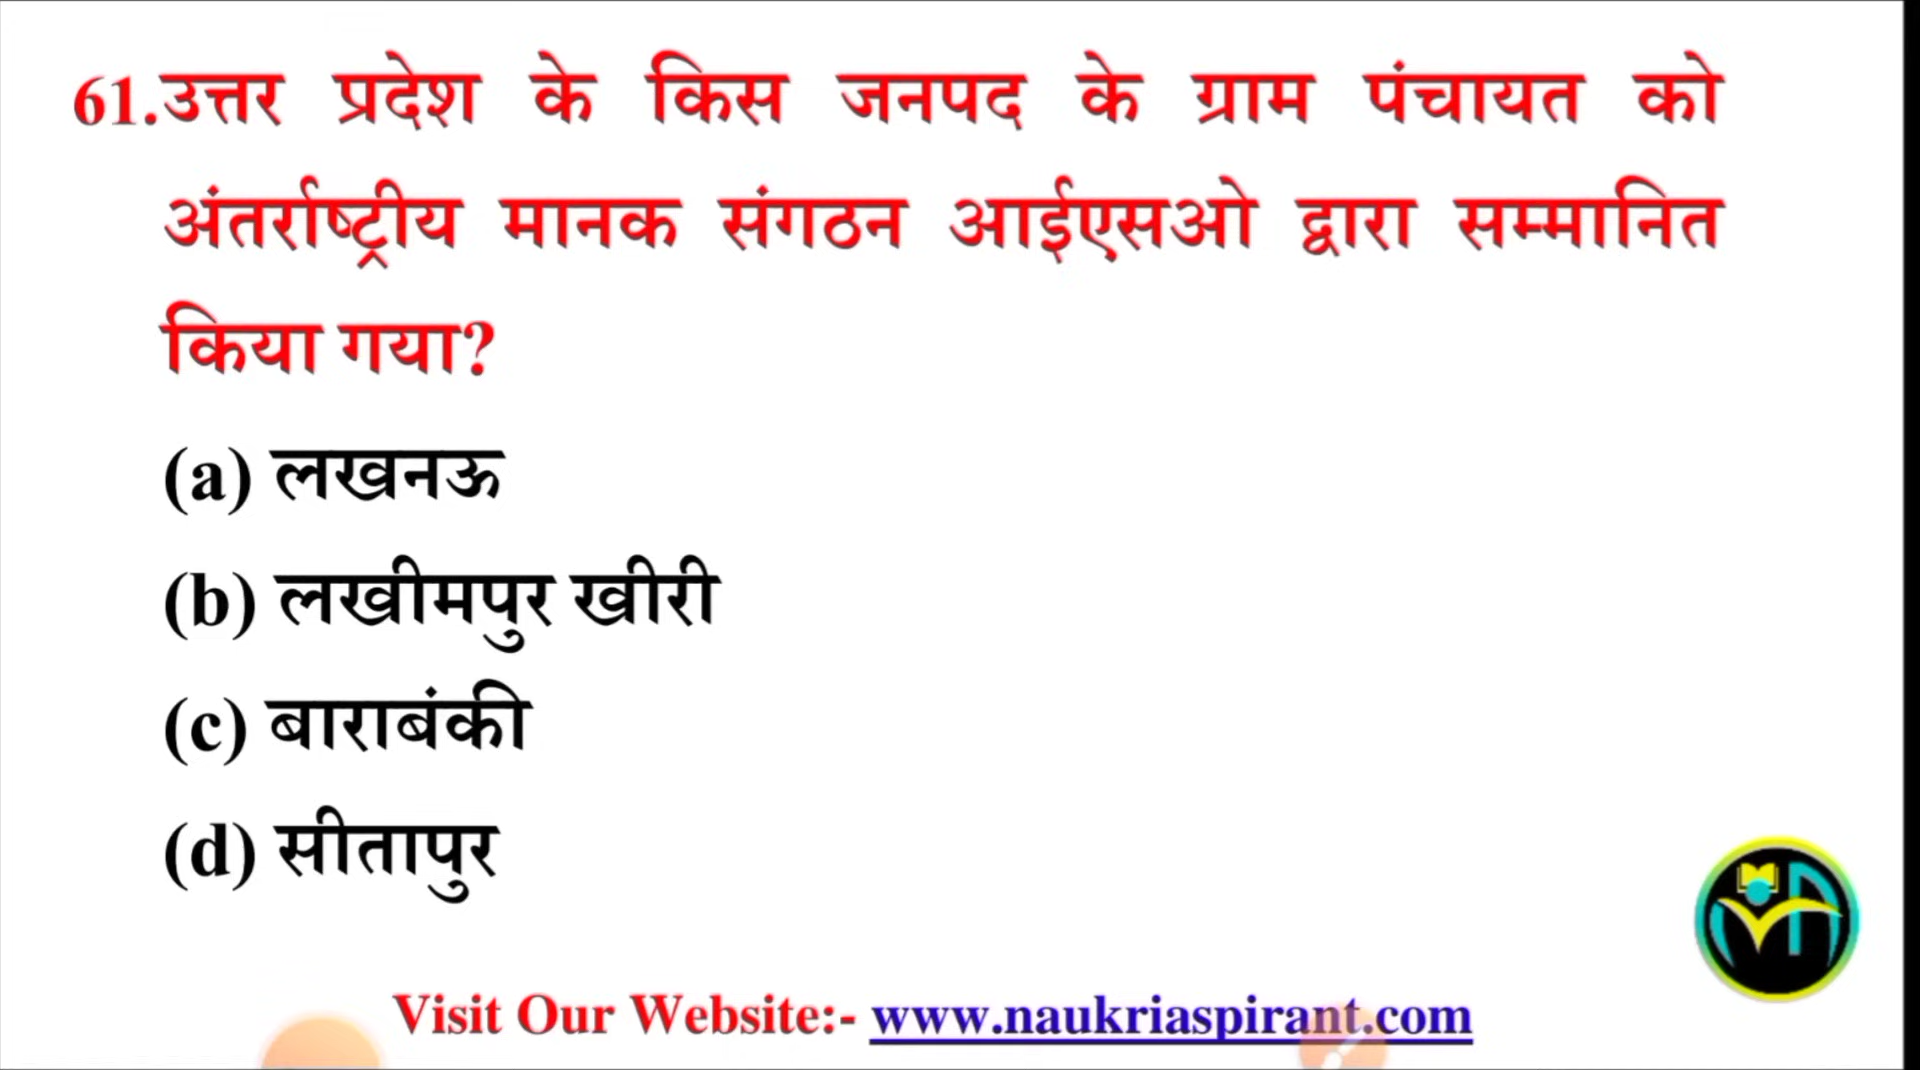 61.उत्तर प्रदेश के किस जनपद के ग्राम पंचायत को
अंतर्राष्ट्रीय मानक संगठन आईएसओ द्वारा सम्मानित
किया गया?
(a) लखनऊ
(b) लखीमपुर खीरी
(c) बाराबंकी
(d) सीतापुर
Visit Our Website:- www.naukriaspirant.com